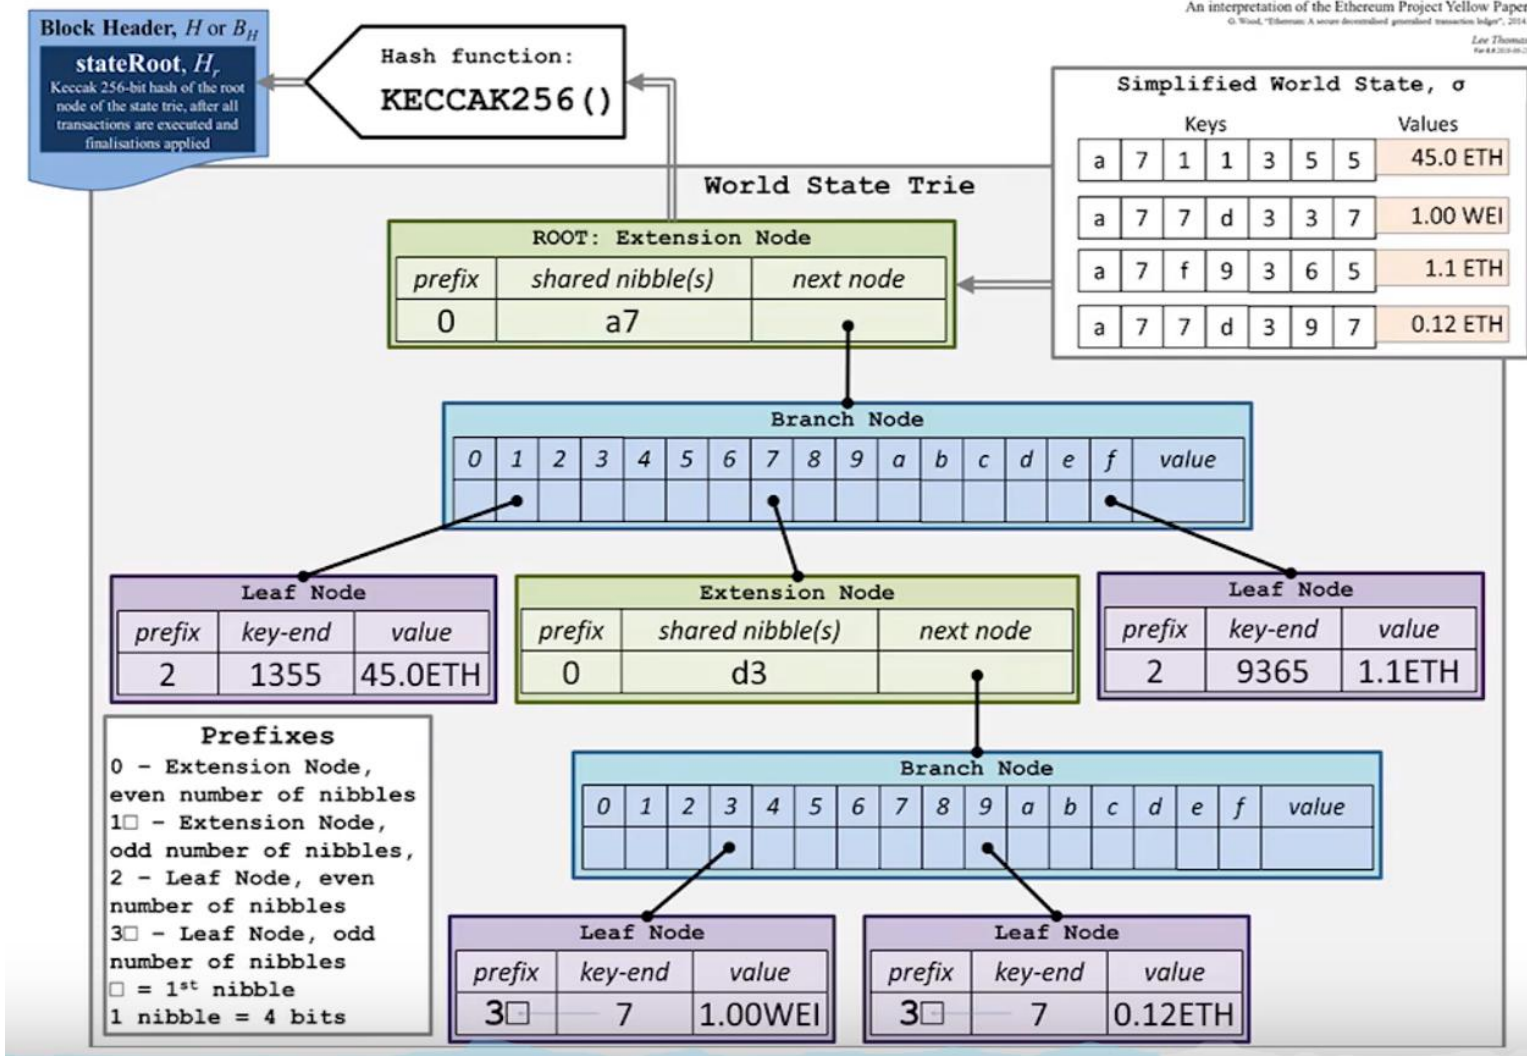 An interpretation of the Ethereum Project Yellow Paper
G. Wood, "Ethereum: A secure decentralised generalised transaction ledger", 2014
Lee Thomas
Block Header, H or B_H
stateRoot, H_r
Keccak 256-bit hash of the root
node of the state trie, after all
transactions are executed and
finalisations applied
Hash function:
KECCAK256()
Simplified World State, σ
Keys Values
a 7 1 1 3 5 5 45.0 ETH
a 7 7 d 3 3 7 1.00 WEI
a 7 f 9 3 6 5 1.1 ETH
a 7 7 d 3 9 7 0.12 ETH
World State Trie
ROOT: Extension Node
prefix shared nibble(s) next node
0 a7
Branch Node
0 1 2 3 4 5 6 7 8 9 a b c d e f value
Leaf Node
prefix key-end value
2 1355 45.0ETH
Extension Node
prefix shared nibble(s) next node
0 d3
Leaf Node
prefix key-end value
2 9365 1.1ETH
Prefixes
0 - Extension Node,
even number of nibbles
1□ - Extension Node,
odd number of nibbles,
2 - Leaf Node, even
number of nibbles
3□ - Leaf Node, odd
number of nibbles
□ = 1st nibble
1 nibble = 4 bits
Branch Node
0 1 2 3 4 5 6 7 8 9 a b c d e f value
Leaf Node
prefix key-end value
3□ 7 1.00WEI
Leaf Node
prefix key-end value
3□ 7 0.12ETH